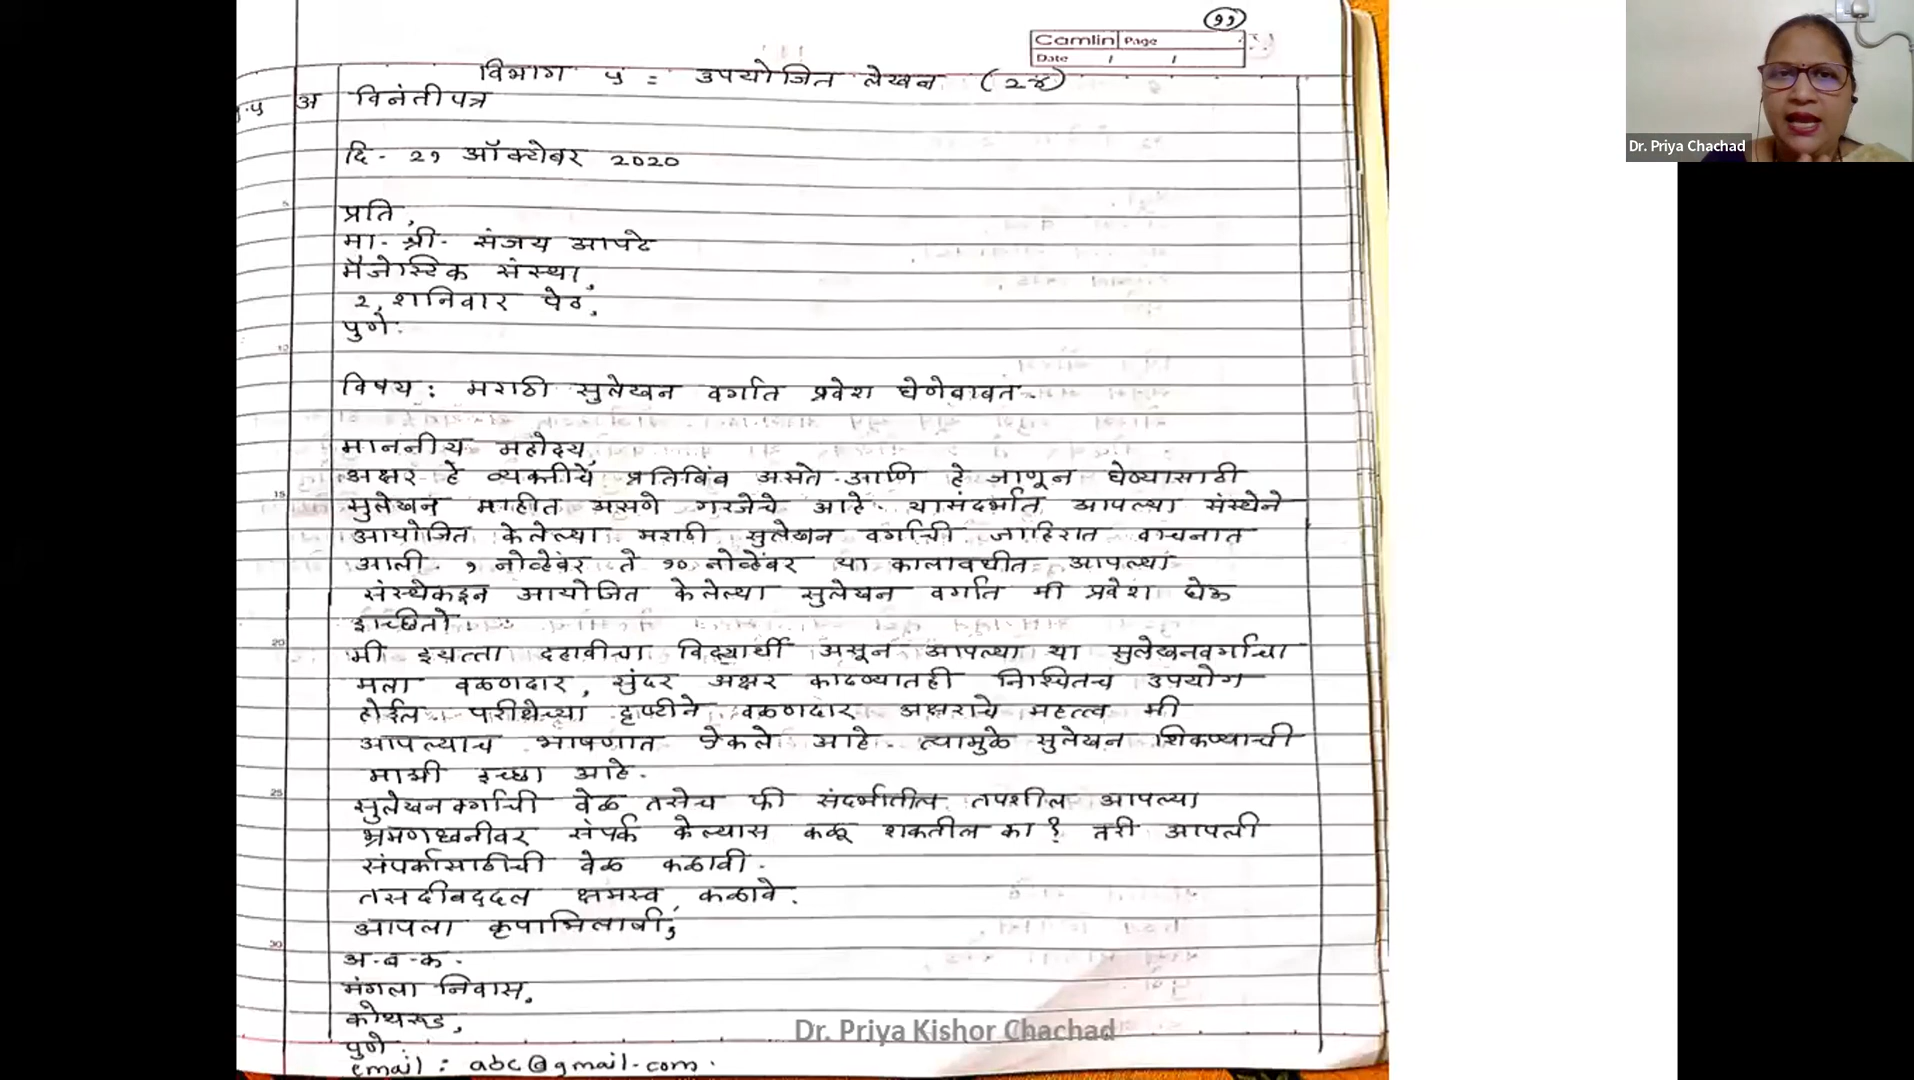 ११
Camlin Page
Date / /
विभाग ५ = उपयोजित लेखन (२४)
अ विनंतीपत्र
दि. २१ ऑक्टोबर २०२०
प्रति,
मा. श्री. संजय आपटे
मॅजेस्टिक संस्था,
२, शनिवार पेठ,
पुणे.
विषय : मराठी सुलेखन वर्गात प्रवेश घेणेबाबत.
माननीय महोदय,
अक्षर हे व्यक्तीचे प्रतिबिंब असते आणि हे जाणून घेण्यासाठी
सुलेखन माहीत असणे गरजेचे आहे. यासंदर्भात आपल्या संस्थेने
आयोजित केलेल्या मराठी सुलेखन वर्गाची जाहिरात वाचनात
आली. १ नोव्हेंबर ते १० नोव्हेंबर या कालावधीत आपल्या
संस्थेकडून आयोजित केलेल्या सुलेखन वर्गात मी प्रवेश घेऊ
इच्छितो.
मी इयत्ता दहावीचा विद्यार्थी असून आपल्या या सुलेखनवर्गाचा
मला वळणदार, सुंदर अक्षर काढण्यातही निश्चितच उपयोग
होईल. परीक्षेच्या दृष्टीने वळणदार अक्षराचे महत्त्व मी
आपल्याच भाषणात ऐकले आहे. त्यामुळे सुलेखन शिकण्याची
माझी इच्छा आहे.
सुलेखनवर्गाची वेळ तसेच फी संदर्भातील तपशील आपल्या
भ्रमणध्वनीवर संपर्क केल्यास कळू शकतील का? तरी आपली
संपर्कासाठीची वेळ कळावी.
तसदीबद्दल क्षमस्व, कळावे.
आपला कृपाभिलाषी,
अ.ब.क.
मंगला निवास,
कोथरूड,
पुणे.
email : abc@gmail.com.
Dr. Priya Kishor Chachad
Dr. Priya Chachad